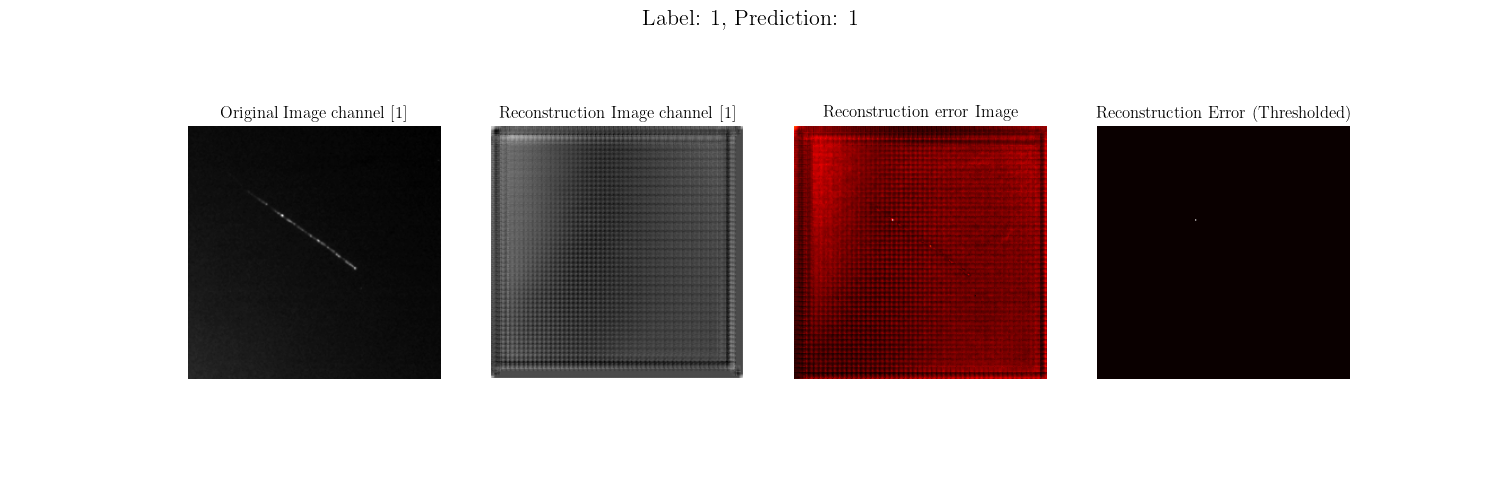 Label: 1, Prediction: 1
Original Image channel [1]
Reconstruction Image channel [1]
Reconstruction error Image
Reconstruction Error (Thresholded)